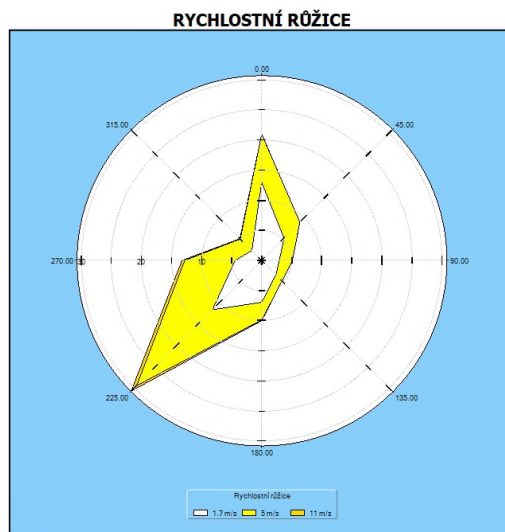 RYCHLOSTNÍ RŮŽICE
0.00
315.00
45.00
270.00
30
20
10
90.00
225.00
135.00
180.00
Rychlostní růžice
1.7 m/s
5 m/s
11 m/s